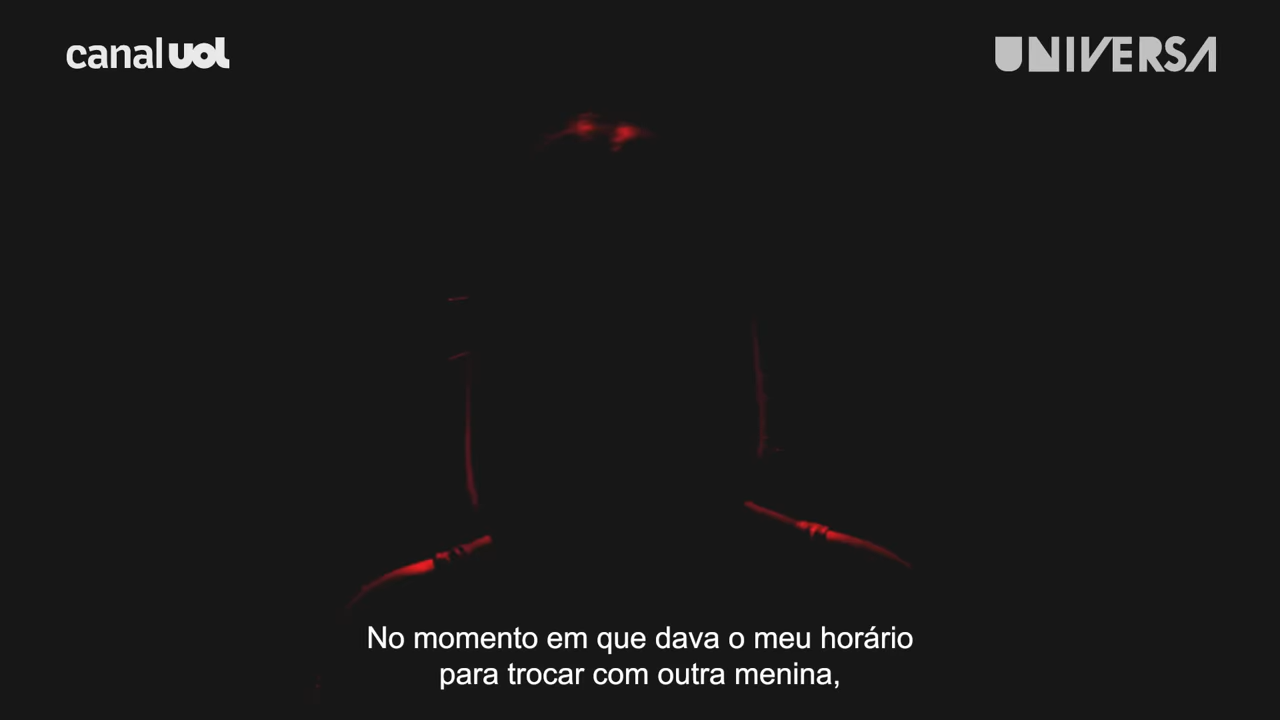 canal uol
UNIVERSA
No momento em que dava o meu horário
para trocar com outra menina,